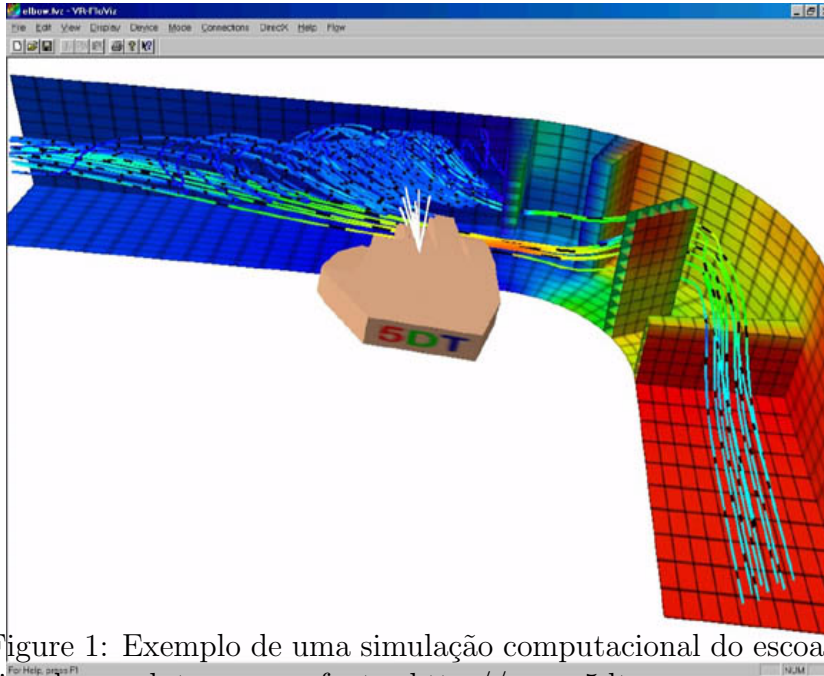 elbow.lvz - VR-FloViz
File Edit View Display Device Mode Connections DirectX Help Flow
5DT
Figure 1: Exemplo de uma simulação computacional do escoa
For Help, press F1
NUM